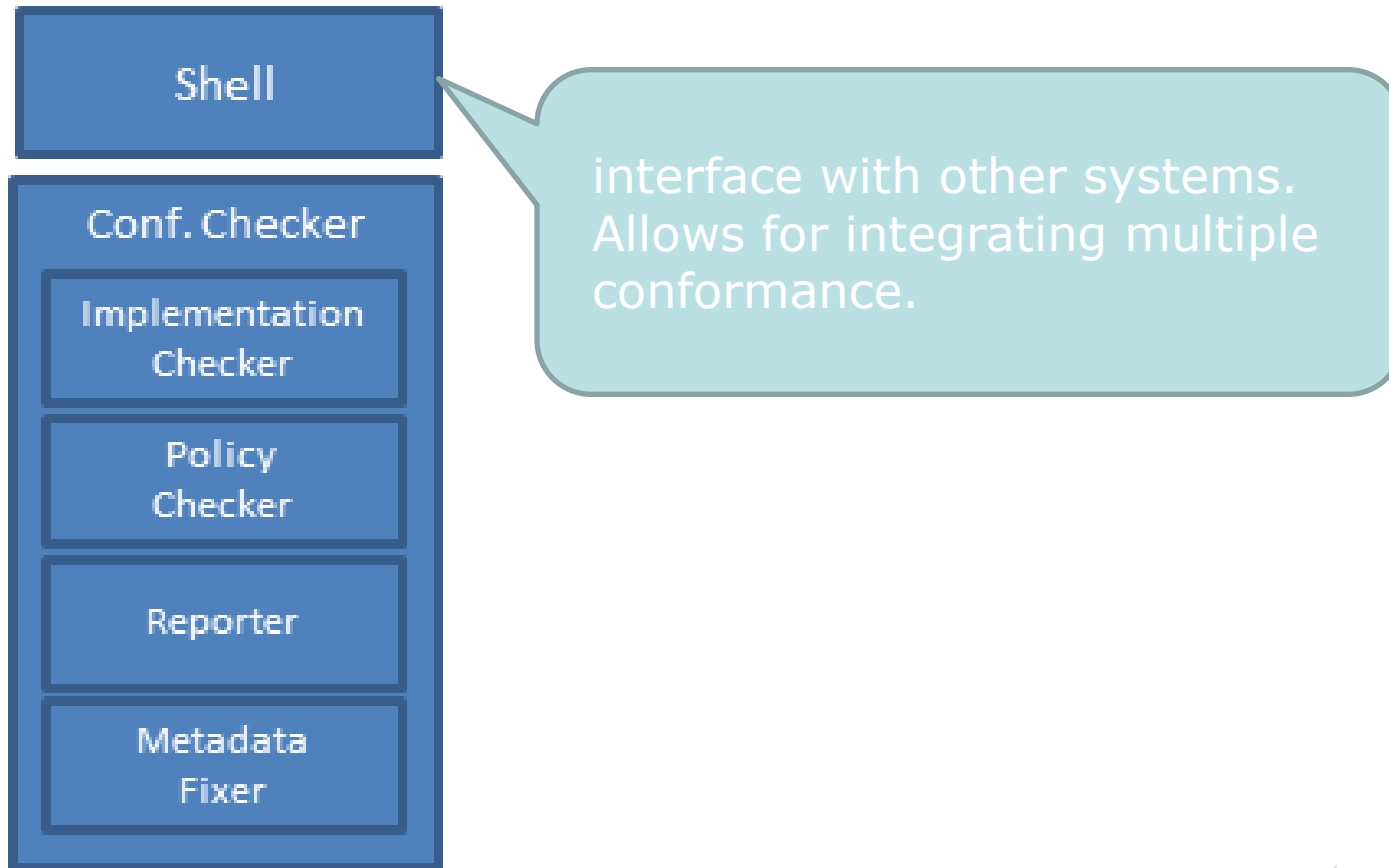 Shell
interface with other systems.
Allows for integrating multiple
conformance.
Conf. Checker
Implementation
Checker
Policy
Checker
Reporter
Metadata
Fixer